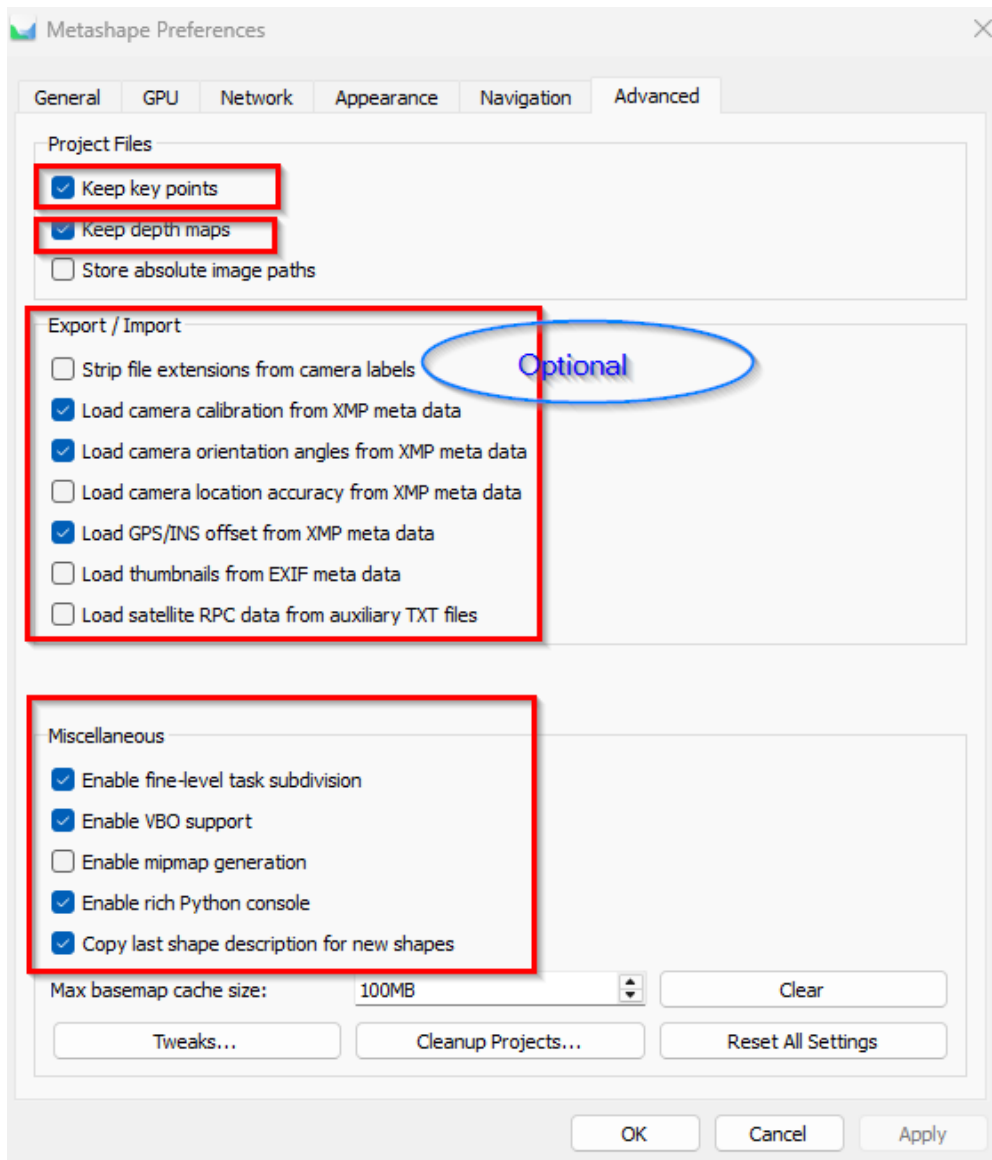 Metashape Preferences
General GPU Network Appearance Navigation Advanced
Project Files
Keep key points
Keep depth maps
Store absolute image paths
Export / Import
Optional
Strip file extensions from camera labels
Load camera calibration from XMP meta data
Load camera orientation angles from XMP meta data
Load camera location accuracy from XMP meta data
Load GPS/INS offset from XMP meta data
Load thumbnails from EXIF meta data
Load satellite RPC data from auxiliary TXT files
Miscellaneous
Enable fine-level task subdivision
Enable VBO support
Enable mipmap generation
Enable rich Python console
Copy last shape description for new shapes
Max basemap cache size: 100MB Clear
Tweaks... Cleanup Projects... Reset All Settings
OK Cancel Apply